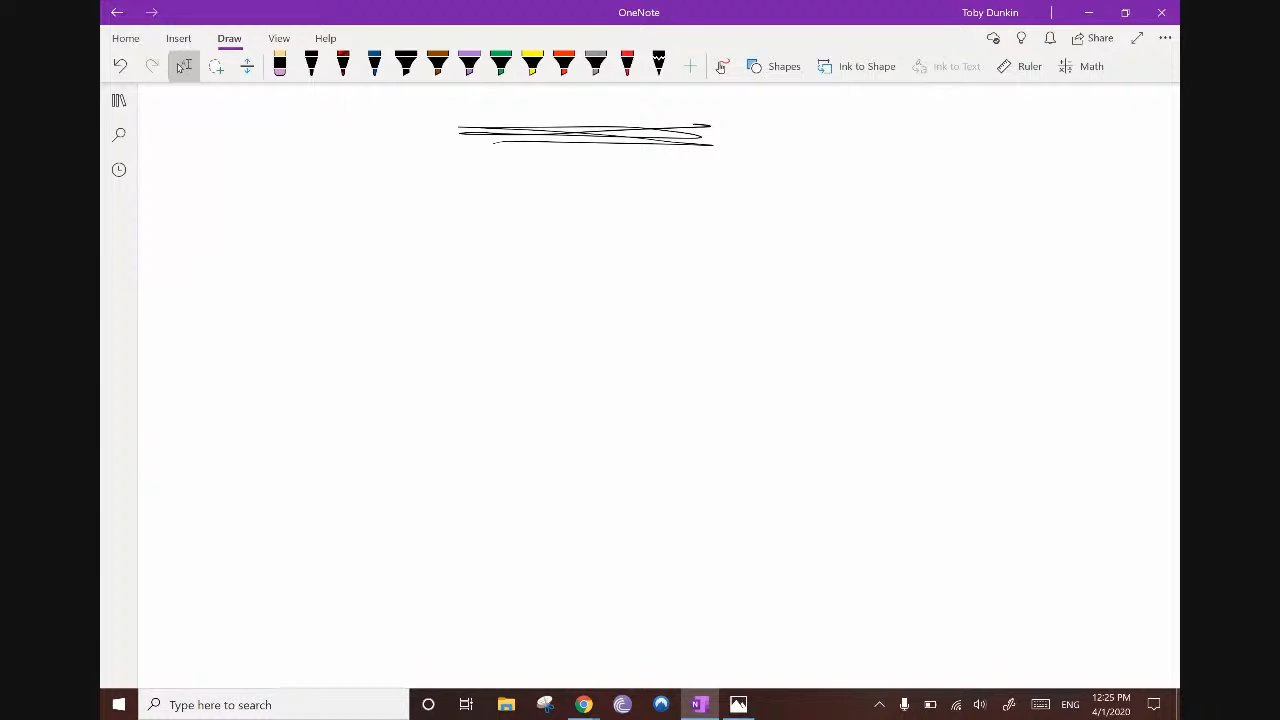 OneNote
Toby Dunkin
Home Insert Draw View Help
Share
Shapes Ink to Shape Ink to Text Ruler Math
Type here to search
ENG
12:25 PM
4/1/2020